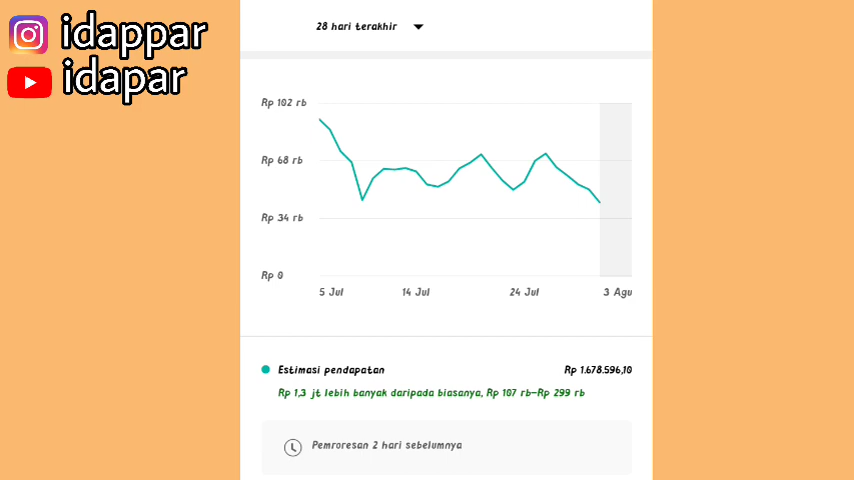 idappar
idapar
28 hari terakhir
Rp 102 rb
Rp 68 rb
Rp 34 rb
Rp 0
5 Jul 14 Jul 24 Jul 3 Agu
Estimasi pendapatan Rp 1.678.596,10
Rp 1,3 jt lebih banyak daripada biasanya, Rp 107 rb–Rp 299 rb
Pemroresan 2 hari sebelumnya